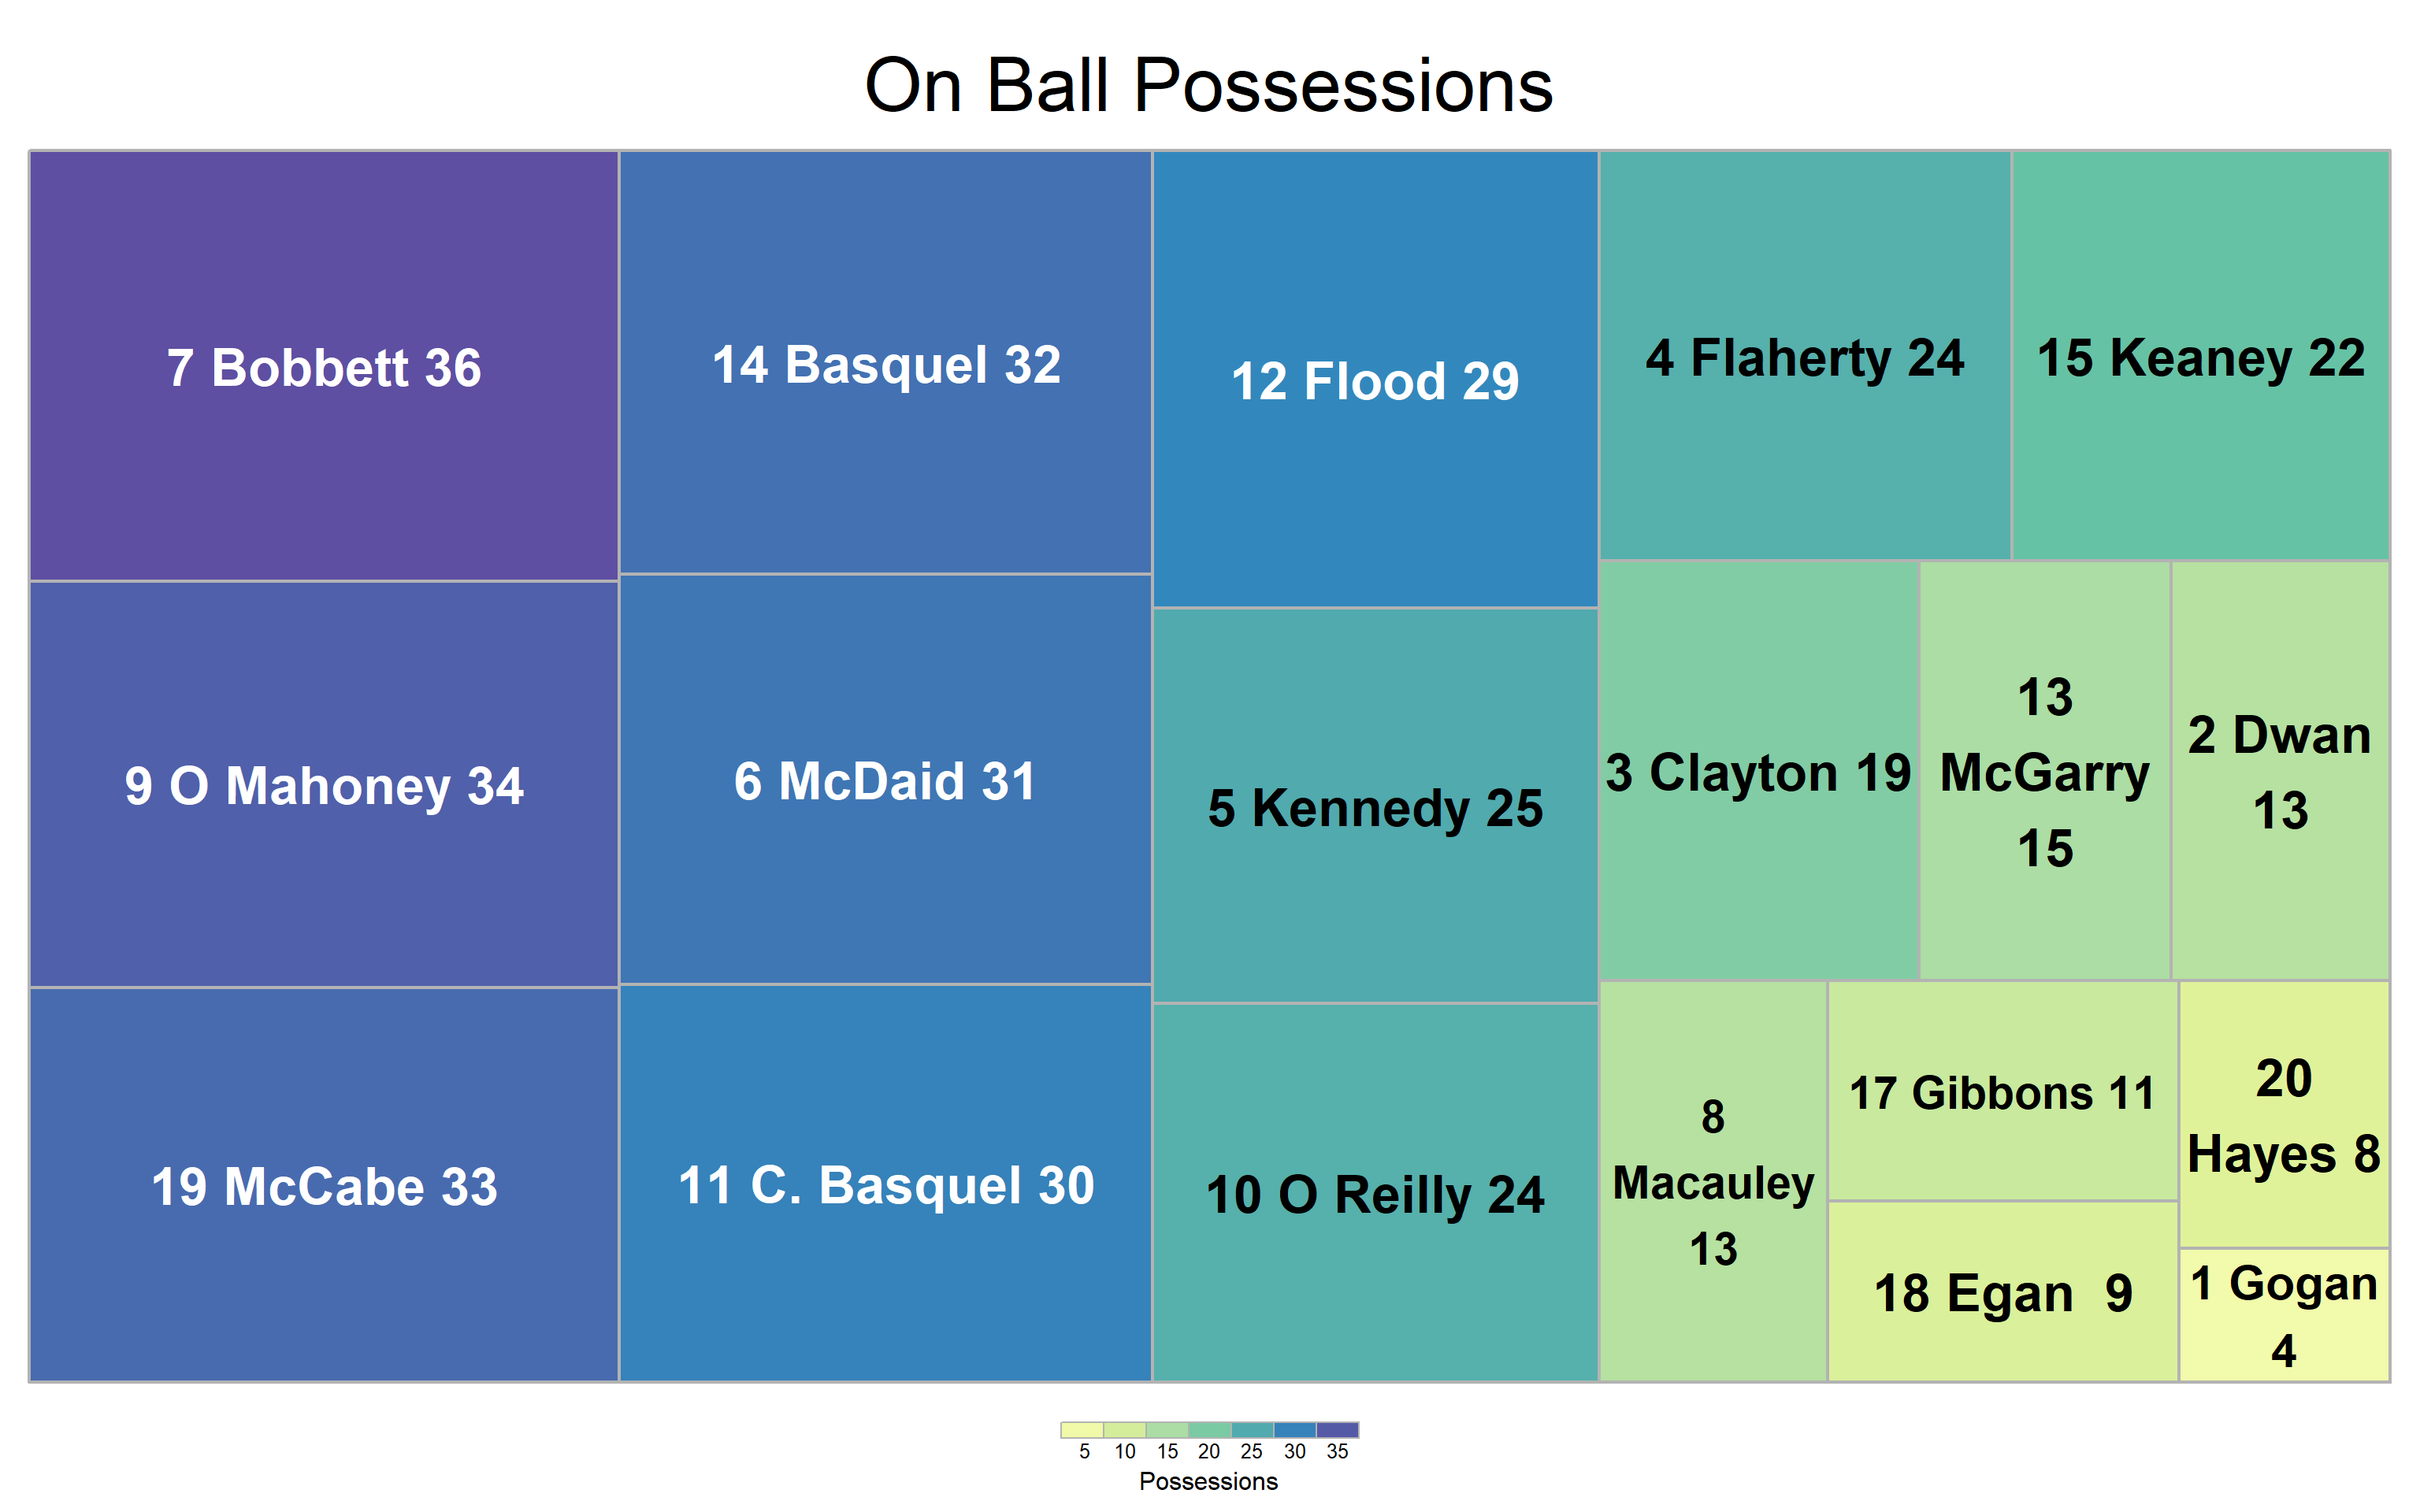 On Ball Possessions
7 Bobbett 36
14 Basquel 32
12 Flood 29
4 Flaherty 24
15 Keaney 22
9 O Mahoney 34
6 McDaid 31
5 Kennedy 25
3 Clayton 19
13
McGarry
15
2 Dwan
13
19 McCabe 33
11 C. Basquel 30
10 O Reilly 24
8
Macauley
13
17 Gibbons 11
20
Hayes 8
18 Egan  9
1 Gogan
4
5 10 15 20 25 30 35
Possessions